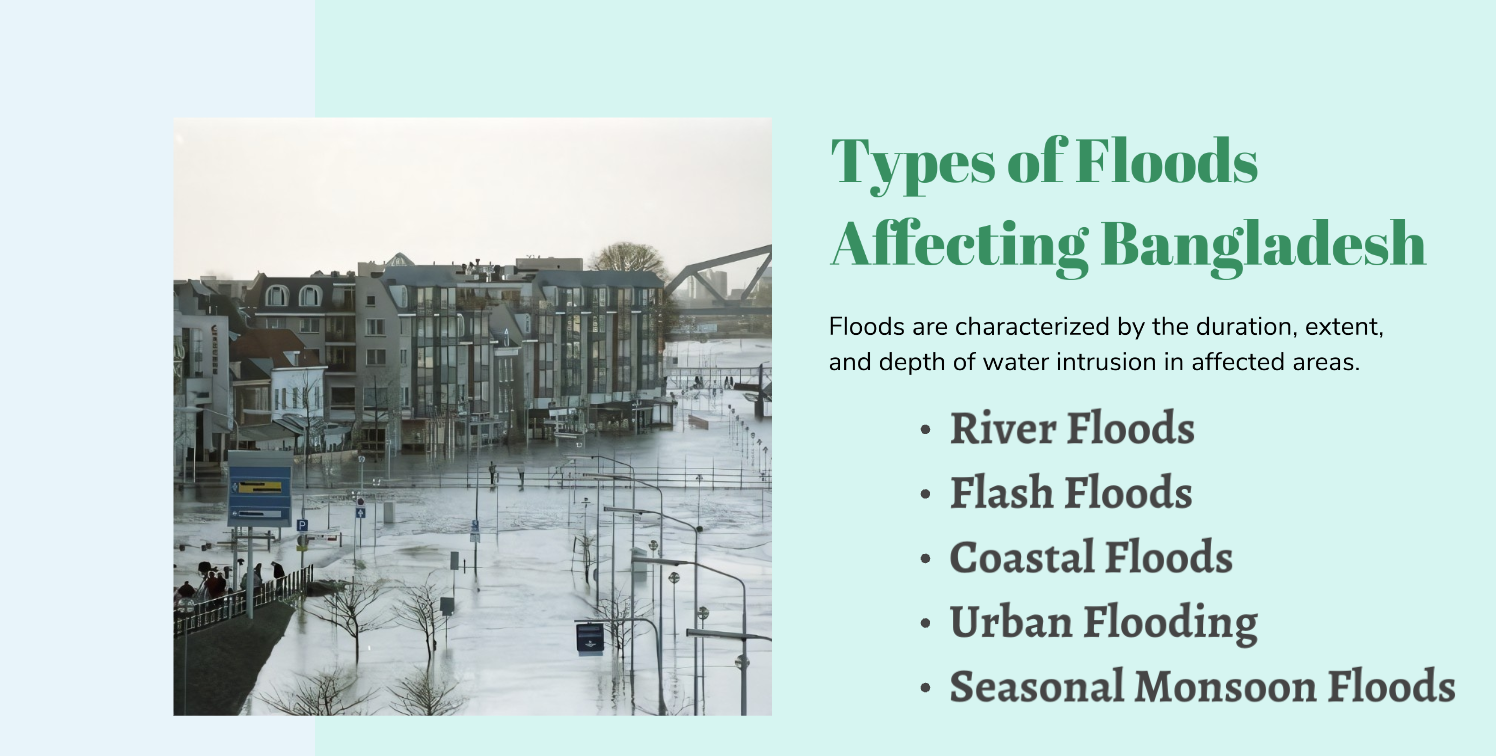 Types of Floods
Affecting Bangladesh
Floods are characterized by the duration, extent,
and depth of water intrusion in affected areas.
• River Floods
• Flash Floods
• Coastal Floods
• Urban Flooding
• Seasonal Monsoon Floods
P